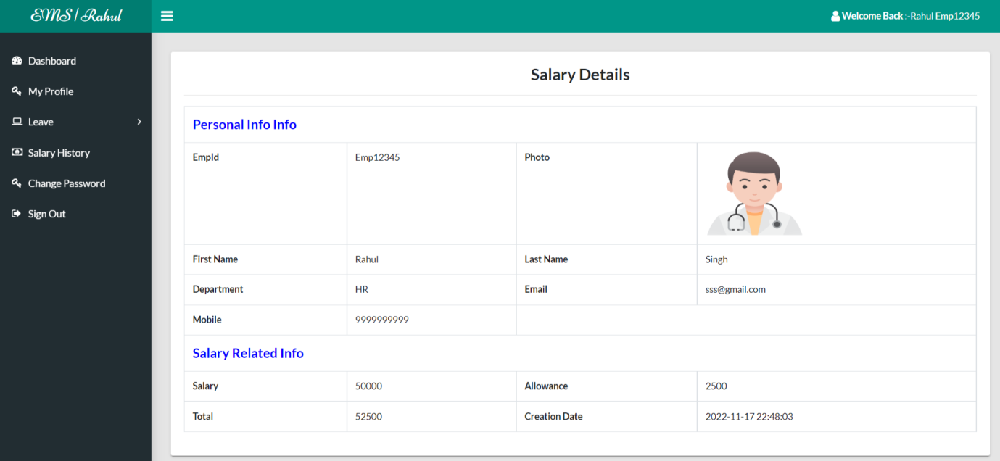 EMS | Rahul
Welcome Back :-Rahul Emp12345
Dashboard
My Profile
Leave
Salary History
Change Password
Sign Out
Salary Details
Personal Info Info
EmpId Emp12345 Photo
First Name Rahul Last Name Singh
Department HR Email sss@gmail.com
Mobile 9999999999
Salary Related Info
Salary 50000 Allowance 2500
Total 52500 Creation Date 2022-11-17 22:48:03